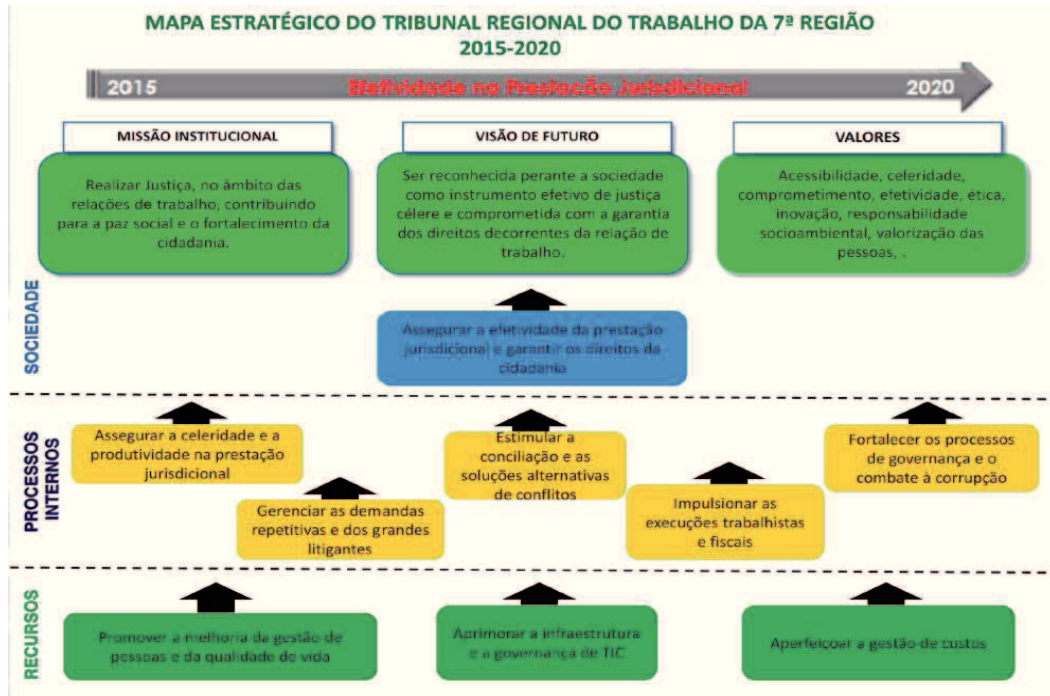 MAPA ESTRATÉGICO DO TRIBUNAL REGIONAL DO TRABALHO DA 7ª REGIÃO
2015-2020
2015
Efetividade na Prestação Jurisdicional
2020
MISSÃO INSTITUCIONAL
Realizar Justiça, no âmbito das
relações de trabalho, contribuindo
para a paz social e o fortalecimento da
cidadania.
VISÃO DE FUTURO
Ser reconhecida perante a sociedade
como instrumento efetivo de justiça
célere e comprometida com a garantia
dos direitos decorrentes da relação de
trabalho.
VALORES
Acessibilidade, celeridade,
comprometimento, efetividade, ética,
inovação, responsabilidade
socioambiental, valorização das
pessoas, .
SOCIEDADE
Assegurar a efetividade da prestação
jurisdicional e garantir os direitos da
cidadania
PROCESSOS
INTERNOS
Assegurar a celeridade e a
produtividade na prestação
jurisdicional
Gerenciar as demandas
repetitivas e dos grandes
litigantes
Estimular a
conciliação e as
soluções alternativas
de conflitos
Impulsionar as
execuções trabalhistas
e fiscais
Fortalecer os processos
de governança e o
combate à corrupção
RECURSOS
Promover a melhoria da gestão de
pessoas e da qualidade de vida
Aprimorar a infraestrutura
e a governança de TIC
Aperfeiçoar a gestão de custos